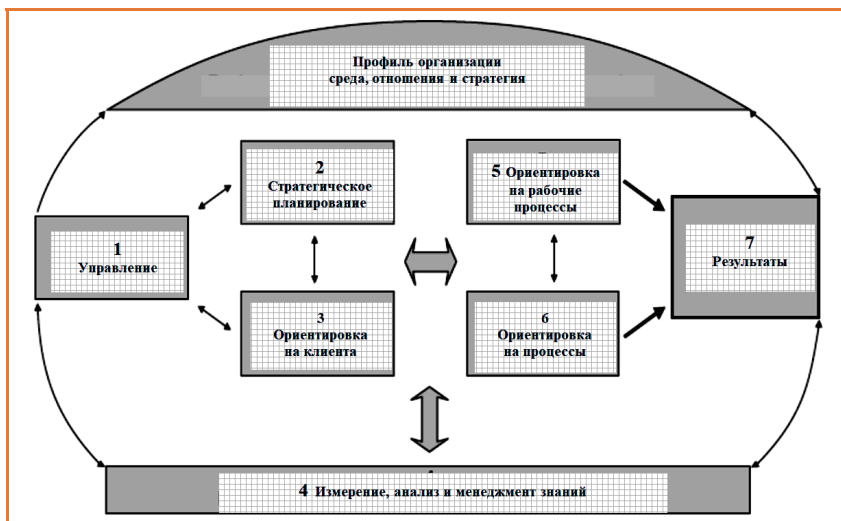 Профиль организации
среда, отношения и стратегия
2
Стратегическое
планирование
5 Ориентировка
на рабочие
процессы
1
Управление
7
Результаты
3
Ориентировка
на клиента
6
Ориентировка
на процессы
4 Измерение, анализ и менеджмент знаний